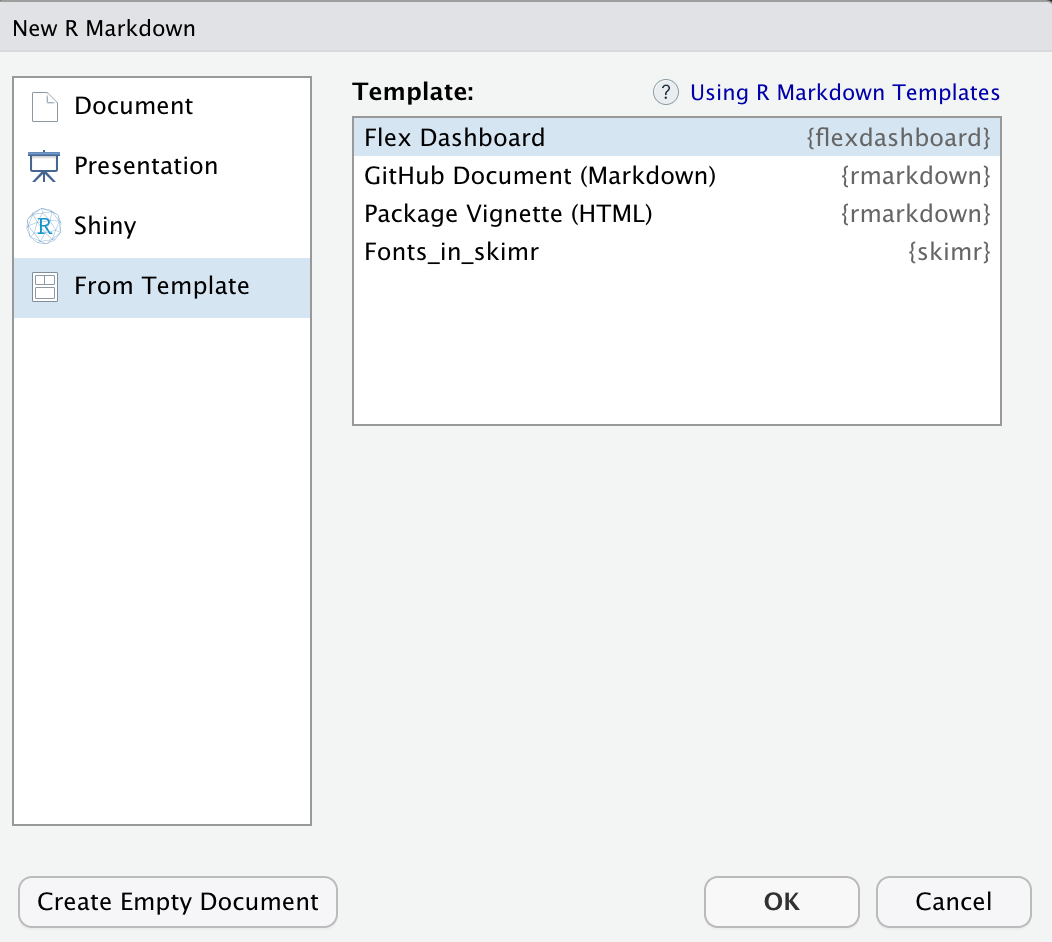 New R Markdown
Document
Presentation
R Shiny
From Template
Template:
? Using R Markdown Templates
Flex Dashboard {flexdashboard}
GitHub Document (Markdown) {rmarkdown}
Package Vignette (HTML) {rmarkdown}
Fonts_in_skimr {skimr}
Create Empty Document
OK
Cancel